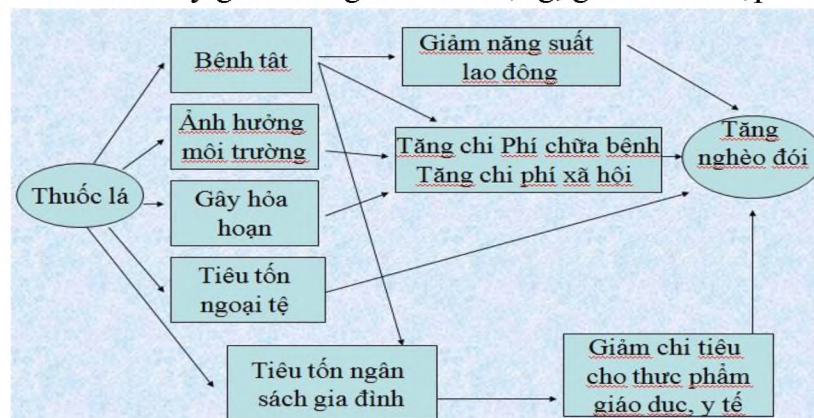 Bệnh tật
Giảm năng suất
lao động
Ảnh hưởng
môi trường
Tăng chi Phí chữa bệnh
Tăng chi phí xã hội
Tăng
nghèo đói
Thuốc lá
Gây hỏa
hoạn
Tiêu tốn
ngoại tệ
Tiêu tốn ngân
sách gia đình
Giảm chi tiêu
cho thực phẩm
giáo dục, y tế